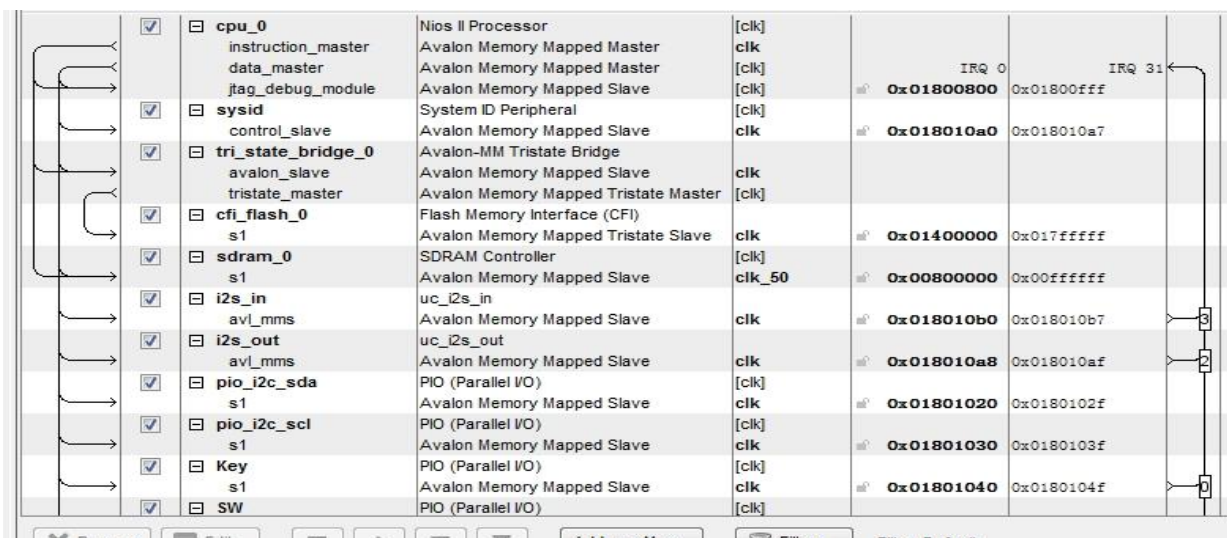 cpu_0 Nios II Processor [clk]
instruction_master Avalon Memory Mapped Master clk
data_master Avalon Memory Mapped Master [clk] IRQ 0 IRQ 31
jtag_debug_module Avalon Memory Mapped Slave [clk] 0x01800800 0x01800fff
sysid System ID Peripheral [clk]
control_slave Avalon Memory Mapped Slave clk 0x018010a0 0x018010a7
tri_state_bridge_0 Avalon-MM Tristate Bridge
avalon_slave Avalon Memory Mapped Slave clk
tristate_master Avalon Memory Mapped Tristate Master [clk]
cfi_flash_0 Flash Memory Interface (CFI)
s1 Avalon Memory Mapped Tristate Slave clk 0x01400000 0x017fffff
sdram_0 SDRAM Controller [clk]
s1 Avalon Memory Mapped Slave clk_50 0x00800000 0x00ffffff
i2s_in uc_i2s_in
avl_mms Avalon Memory Mapped Slave clk 0x018010b0 0x018010b7 3
i2s_out uc_i2s_out
avl_mms Avalon Memory Mapped Slave clk 0x018010a8 0x018010af 2
pio_i2c_sda PIO (Parallel I/O) [clk]
s1 Avalon Memory Mapped Slave clk 0x01801020 0x0180102f
pio_i2c_scl PIO (Parallel I/O) [clk]
s1 Avalon Memory Mapped Slave clk 0x01801030 0x0180103f
Key PIO (Parallel I/O) [clk]
s1 Avalon Memory Mapped Slave clk 0x01801040 0x0180104f 0
SW PIO (Parallel I/O) [clk]